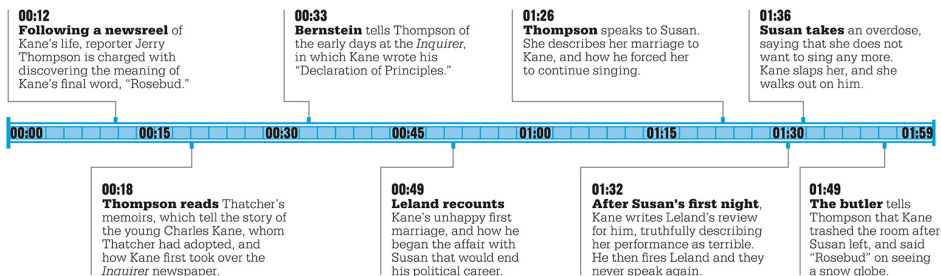 00:12
Following a newsreel of
Kane's life, reporter Jerry
Thompson is charged with
discovering the meaning of
Kane's final word, "Rosebud."
00:33
Bernstein tells Thompson of
the early days at the Inquirer,
in which Kane wrote his
"Declaration of Principles."
01:26
Thompson speaks to Susan.
She describes her marriage to
Kane, and how he forced her
to continue singing.
01:36
Susan takes an overdose,
saying that she does not
want to sing any more.
Kane slaps her, and she
walks out on him.
00:00 00:15 00:30 00:45 01:00 01:15 01:30 01:59
00:18
Thompson reads Thatcher's
memoirs, which tell the story of
the young Charles Kane, whom
Thatcher had adopted, and
how Kane first took over the
Inquirer newspaper.
00:49
Leland recounts
Kane's unhappy first
marriage, and how he
began the affair with
Susan that would end
his political career.
01:32
After Susan's first night,
Kane writes Leland's review
for him, truthfully describing
her performance as terrible.
He then fires Leland and they
never speak again.
01:49
The butler tells
Thompson that Kane
trashed the room after
Susan left, and said
"Rosebud" on seeing
a snow globe.